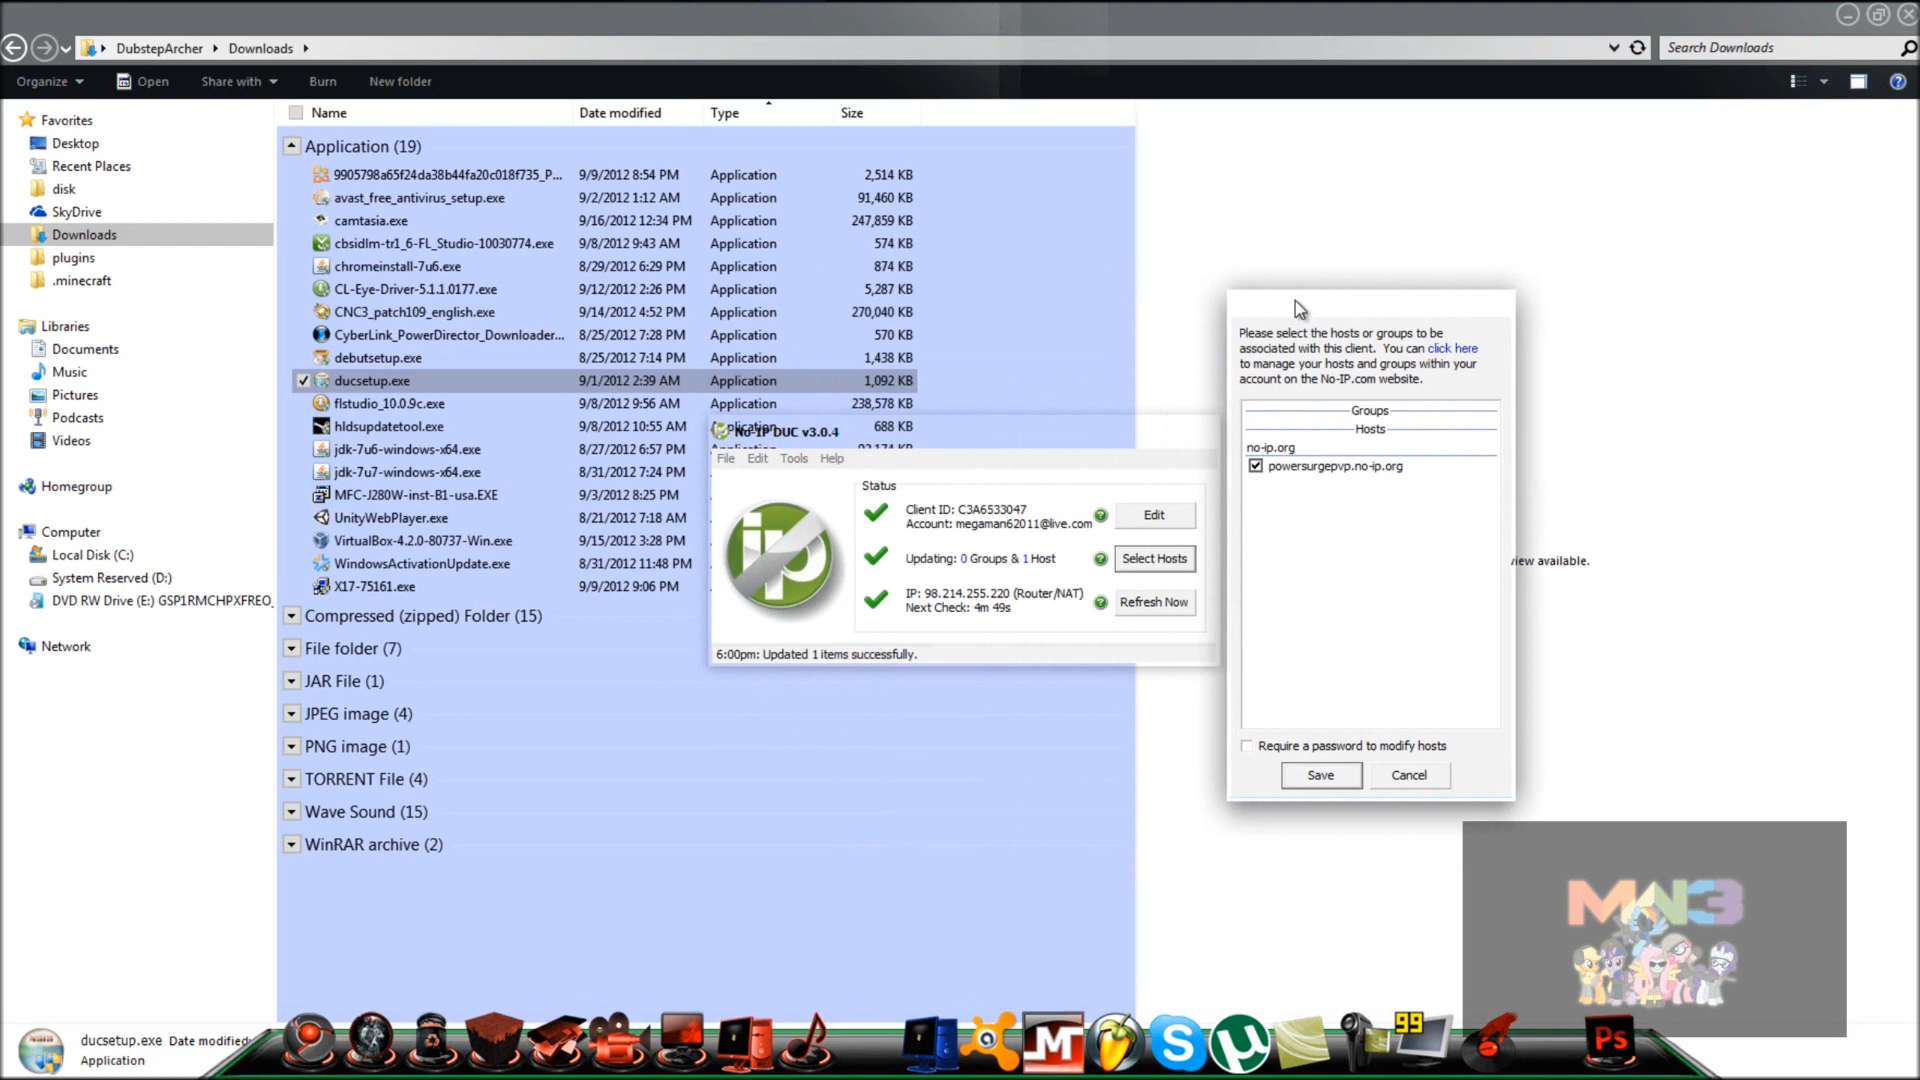 DubstepArcher
Downloads
Search Downloads
Organize
Open
Share with
Burn
New folder
Name
Date modified
Type
Size
Favorites
Desktop
Recent Places
disk
SkyDrive
Downloads
plugins
.minecraft
Libraries
Documents
Music
Pictures
Podcasts
Videos
Homegroup
Computer
Local Disk (C:)
System Reserved (D:)
DVD RW Drive (E:) GSP1RMCHPXFREO_
Network
Application (19)
9905798a65f24da38b44fa20c018f735_P... 9/9/2012 8:54 PM Application 2,514 KB
avast_free_antivirus_setup.exe 9/2/2012 1:12 AM Application 91,460 KB
camtasia.exe 9/16/2012 12:34 PM Application 247,859 KB
cbsidlm-tr1_6-FL_Studio-10030774.exe 9/8/2012 9:43 AM Application 574 KB
chromeinstall-7u6.exe 8/29/2012 6:29 PM Application 874 KB
CL-Eye-Driver-5.1.1.0177.exe 9/12/2012 2:26 PM Application 5,287 KB
CNC3_patch109_english.exe 9/14/2012 4:52 PM Application 270,040 KB
CyberLink_PowerDirector_Downloader... 8/25/2012 7:28 PM Application 570 KB
debutsetup.exe 8/25/2012 7:14 PM Application 1,438 KB
ducsetup.exe 9/1/2012 2:39 AM Application 1,092 KB
flstudio_10.0.9c.exe 9/8/2012 9:56 AM Application 238,578 KB
hldsupdatetool.exe 9/8/2012 10:55 AM Application 688 KB
jdk-7u6-windows-x64.exe 8/27/2012 6:57 PM
jdk-7u7-windows-x64.exe 8/31/2012 7:24 PM
MFC-J280W-inst-B1-usa.EXE 9/3/2012 8:25 PM
UnityWebPlayer.exe 8/21/2012 7:18 AM
VirtualBox-4.2.0-80737-Win.exe 9/15/2012 3:28 PM
WindowsActivationUpdate.exe 8/31/2012 11:48 PM
X17-75161.exe 9/9/2012 9:06 PM
Compressed (zipped) Folder (15)
File folder (7)
JAR File (1)
JPEG image (4)
PNG image (1)
TORRENT File (4)
Wave Sound (15)
WinRAR archive (2)
No-IP DUC v3.0.4
File Edit Tools Help
ip
Status
Client ID: C3A6533047
Account: megaman62011@live.com
Edit
Updating: 0 Groups & 1 Host
Select Hosts
IP: 98.214.255.220 (Router/NAT)
Next Check: 4m 49s
Refresh Now
6:00pm: Updated 1 items successfully.
Please select the hosts or groups to be
associated with this client. You can click here
to manage your hosts and groups within your
account on the No-IP.com website.
Groups
Hosts
no-ip.org
powersurgepvp.no-ip.org
Require a password to modify hosts
Save
Cancel
view available.
MW3
ducsetup.exe Date modified:
Application
M
S
µ
99
Ps